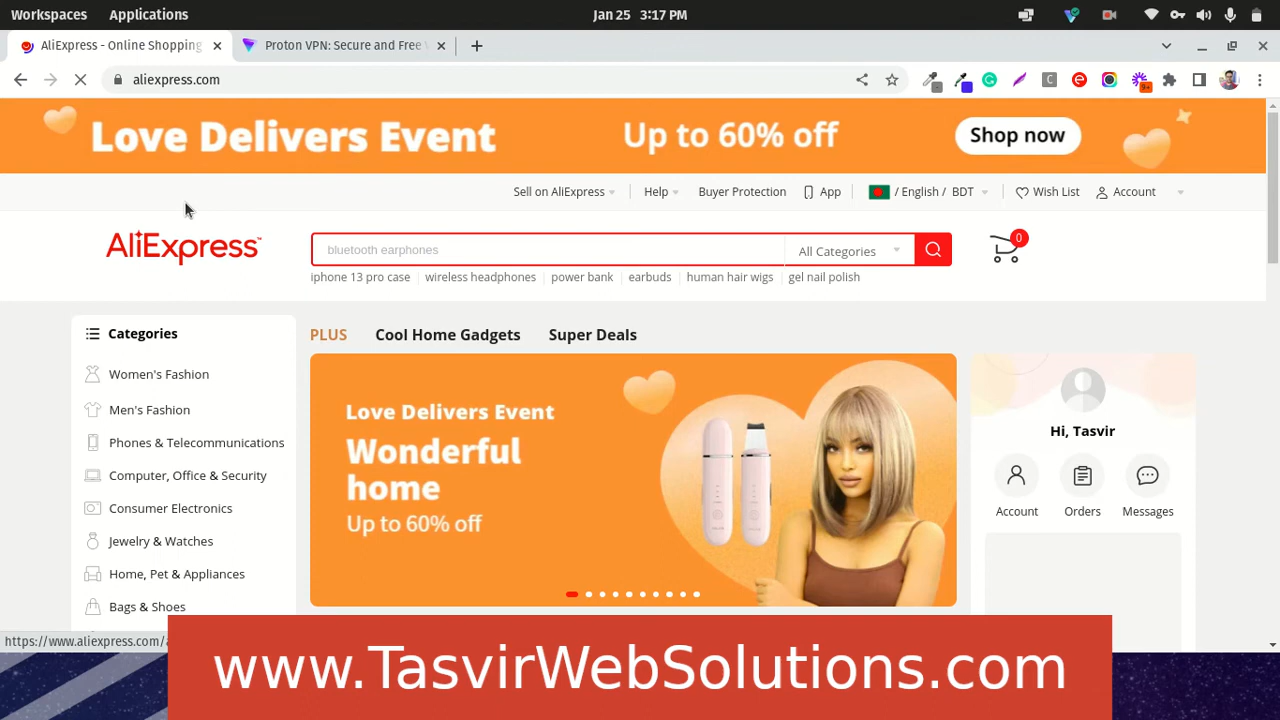 Workspaces Applications Jan 25 3:17 PM
AliExpress - Online Shopping Proton VPN: Secure and Free V
aliexpress.com
C e 9+
Love Delivers Event Up to 60% off Shop now
Sell on AliExpress Help Buyer Protection App / English / BDT Wish List Account
AliExpress bluetooth earphones All Categories 0
iphone 13 pro case wireless headphones power bank earbuds human hair wigs gel nail polish
Categories PLUS Cool Home Gadgets Super Deals
Women's Fashion
Men's Fashion
Phones & Telecommunications
Computer, Office & Security
Consumer Electronics
Jewelry & Watches
Home, Pet & Appliances
Bags & Shoes
Love Delivers Event
Wonderful
home
Up to 60% off
Hi, Tasvir
Account Orders Messages
https://www.aliexpress.com/
www.TasvirWebSolutions.com